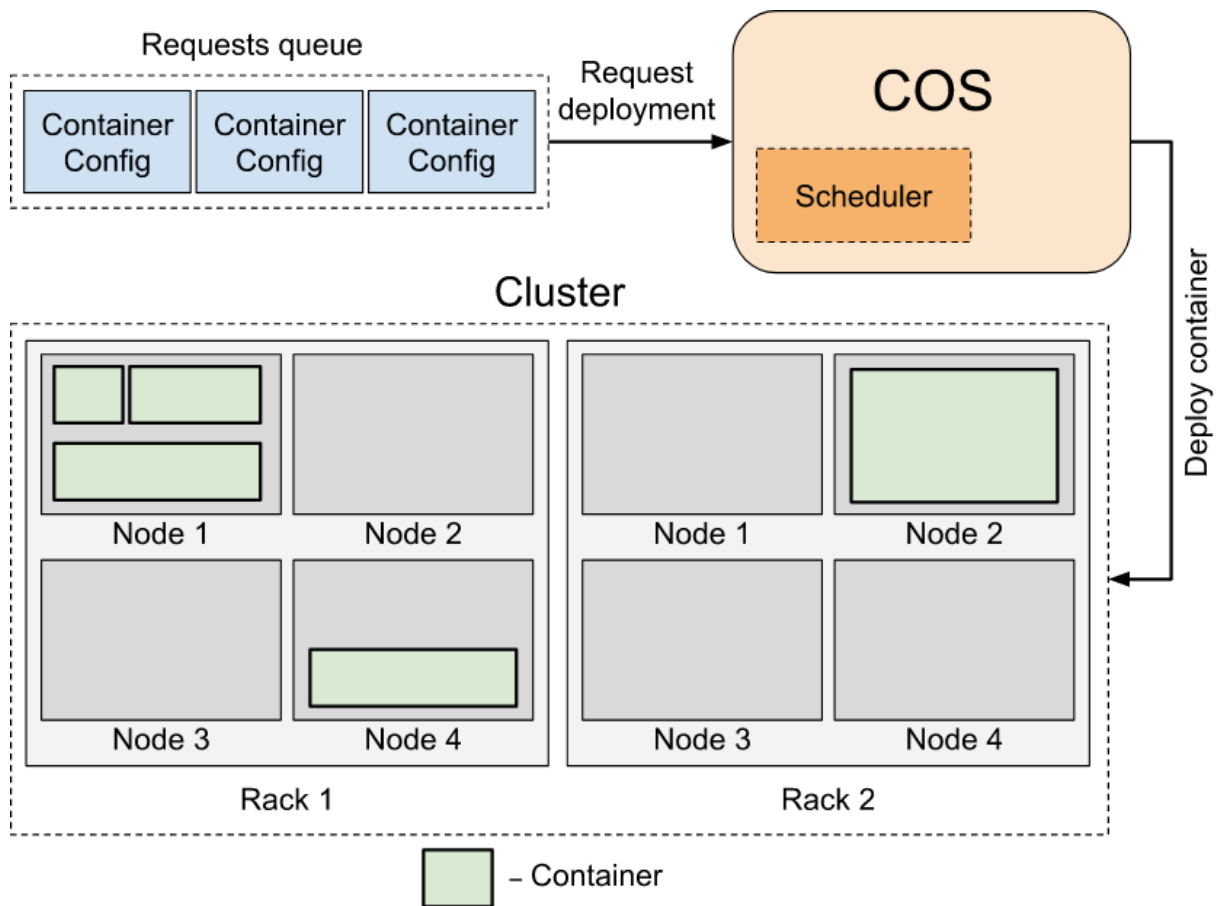 Requests queue
Container
Config
Container
Config
Container
Config
Request
deployment
COS
Scheduler
Deploy container
Cluster
Node 1
Node 2
Node 3
Node 4
Rack 1
Node 1
Node 2
Node 3
Node 4
Rack 2
– Container